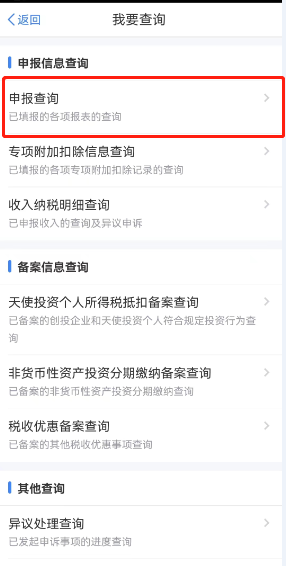 返回
我要查询
申报信息查询
申报查询
已填报的各项报表的查询
专项附加扣除信息查询
已填报的各专项附加扣除记录的查询
收入纳税明细查询
已申报收入的查询及异议申诉
备案信息查询
天使投资个人所得税抵扣备案查询
已备案的创投企业和天使投资个人符合规定投资行为查
询
非货币性资产投资分期缴纳备案查询
已备案的非货币性资产投资分期缴纳查询
税收优惠备案查询
已备案的其他税收优惠事项查询
其他查询
异议处理查询
已发起申诉事项的进度查询